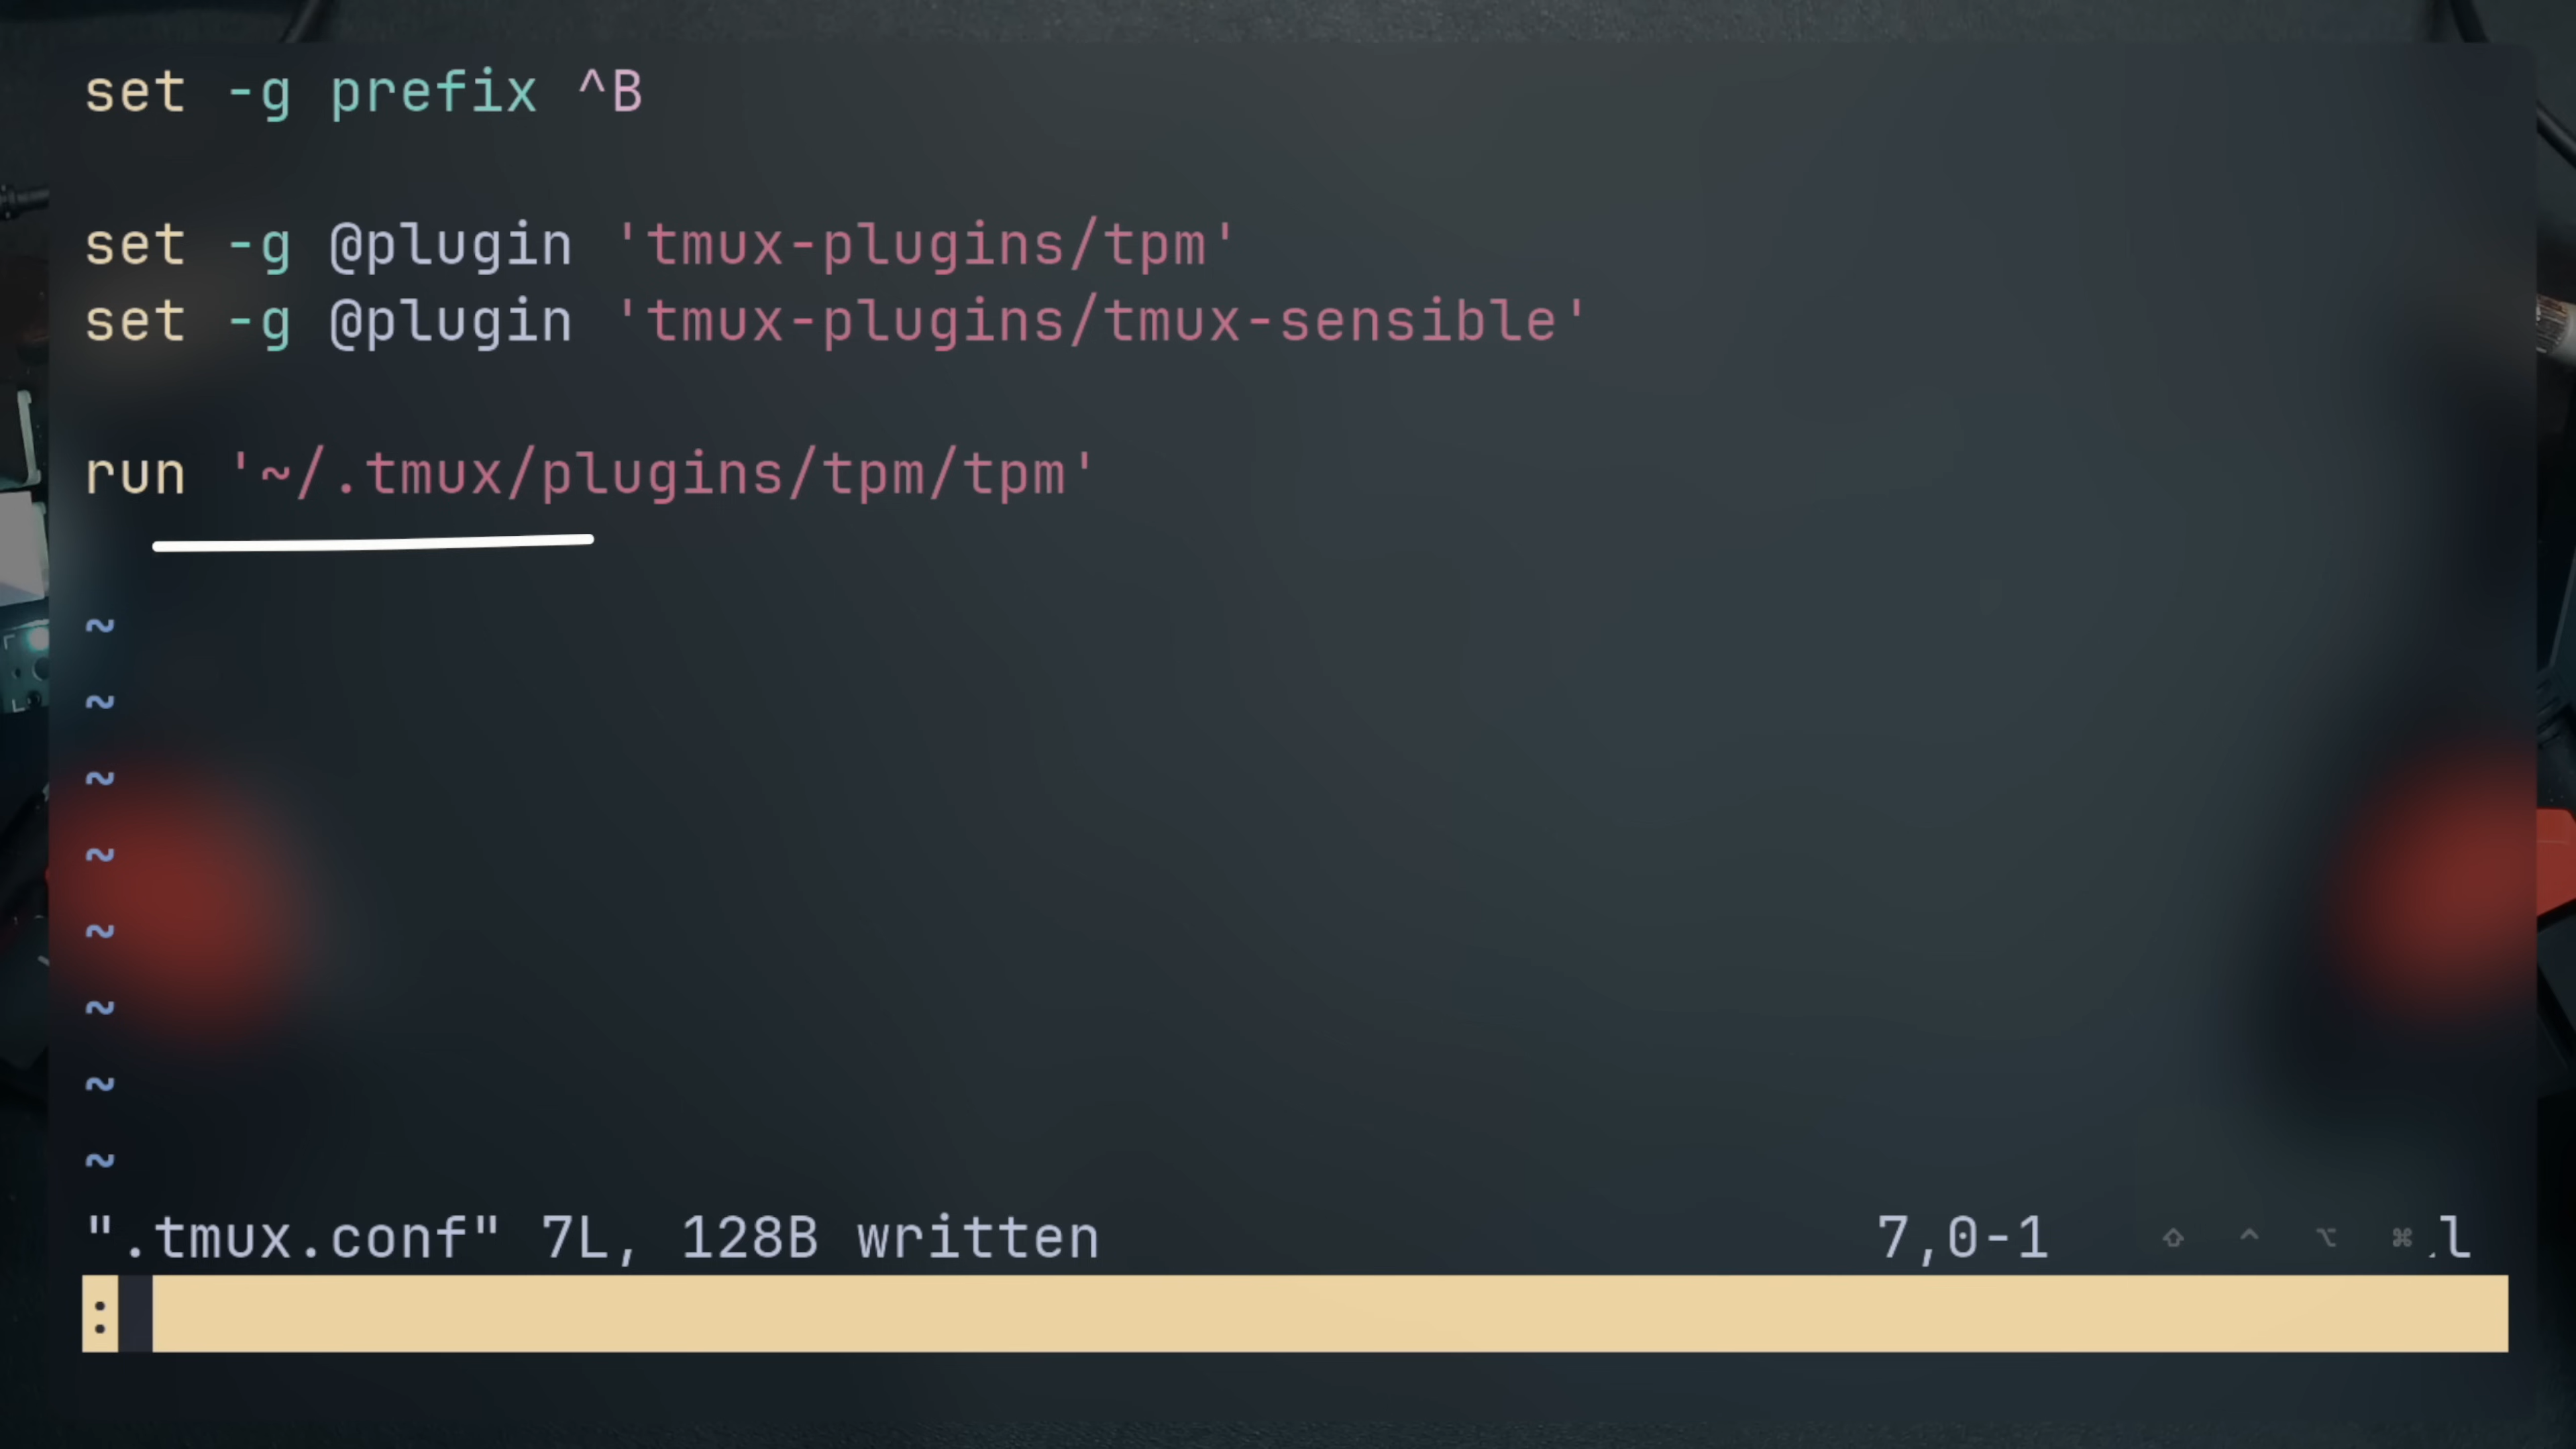 set -g prefix ^B
set -g @plugin 'tmux-plugins/tpm'
set -g @plugin 'tmux-plugins/tmux-sensible'
run '~/.tmux/plugins/tpm/tpm'
~
~
~
~
~
~
~
~
".tmux.conf" 7L, 128B written 7,0-1 ⇧ ^ ⌥ ⌘
: